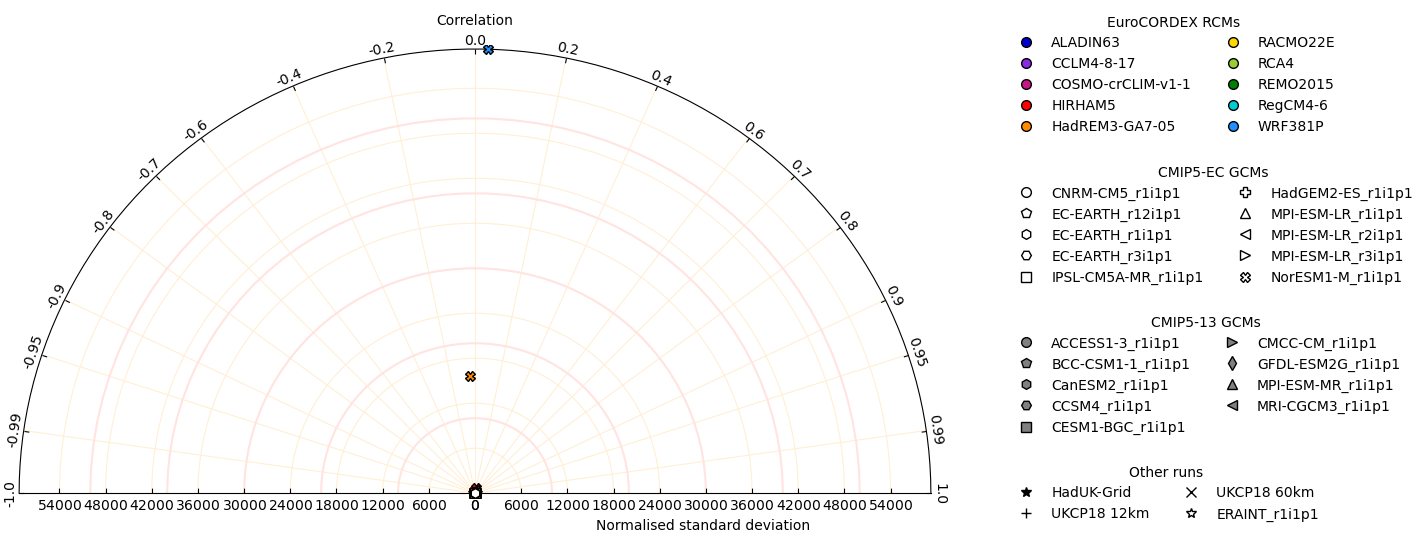 Correlation
0.0
-0.2
0.2
-0.4
0.4
-0.6
0.6
-0.7
0.7
-0.8
0.8
-0.9
0.9
-0.95
0.95
-0.99
0.99
-1.0
1.0
54000 48000 42000 36000 30000 24000 18000 12000 6000 0 6000 12000 18000 24000 30000 36000 42000 48000 54000
Normalised standard deviation
EuroCORDEX RCMs
ALADIN63 RACMO22E
CCLM4-8-17 RCA4
COSMO-crCLIM-v1-1 REMO2015
HIRHAM5 RegCM4-6
HadREM3-GA7-05 WRF381P
CMIP5-EC GCMs
CNRM-CM5_r1i1p1 HadGEM2-ES_r1i1p1
EC-EARTH_r12i1p1 MPI-ESM-LR_r1i1p1
EC-EARTH_r1i1p1 MPI-ESM-LR_r2i1p1
EC-EARTH_r3i1p1 MPI-ESM-LR_r3i1p1
IPSL-CM5A-MR_r1i1p1 NorESM1-M_r1i1p1
CMIP5-13 GCMs
ACCESS1-3_r1i1p1 CMCC-CM_r1i1p1
BCC-CSM1-1_r1i1p1 GFDL-ESM2G_r1i1p1
CanESM2_r1i1p1 MPI-ESM-MR_r1i1p1
CCSM4_r1i1p1 MRI-CGCM3_r1i1p1
CESM1-BGC_r1i1p1
Other runs
HadUK-Grid UKCP18 60km
UKCP18 12km ERAINT_r1i1p1